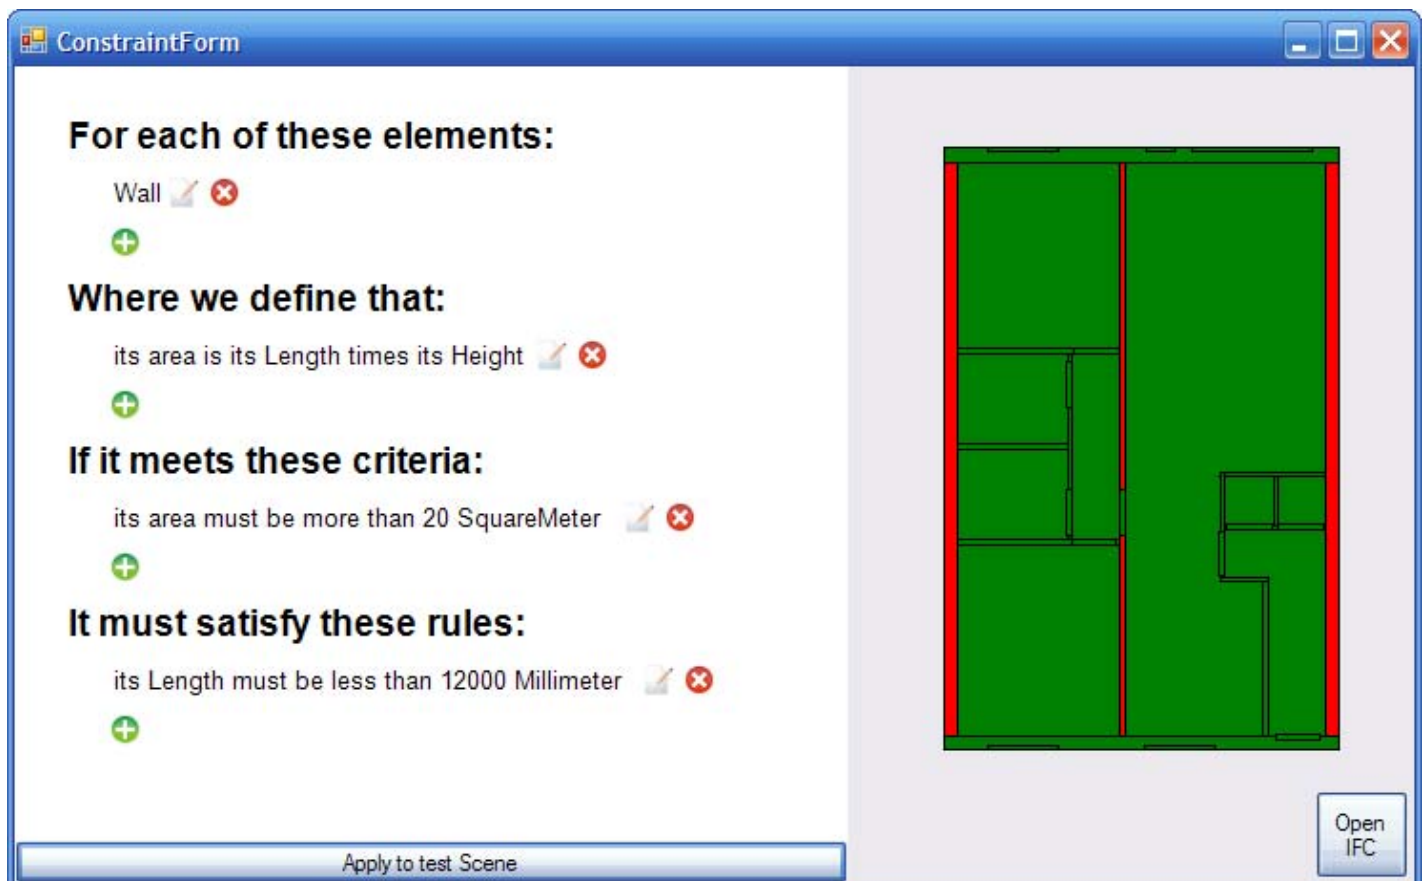 ConstraintForm
For each of these elements:
Wall
Where we define that:
its area is its Length times its Height
If it meets these criteria:
its area must be more than 20 SquareMeter
It must satisfy these rules:
its Length must be less than 12000 Millimeter
Apply to test Scene
Open
IFC